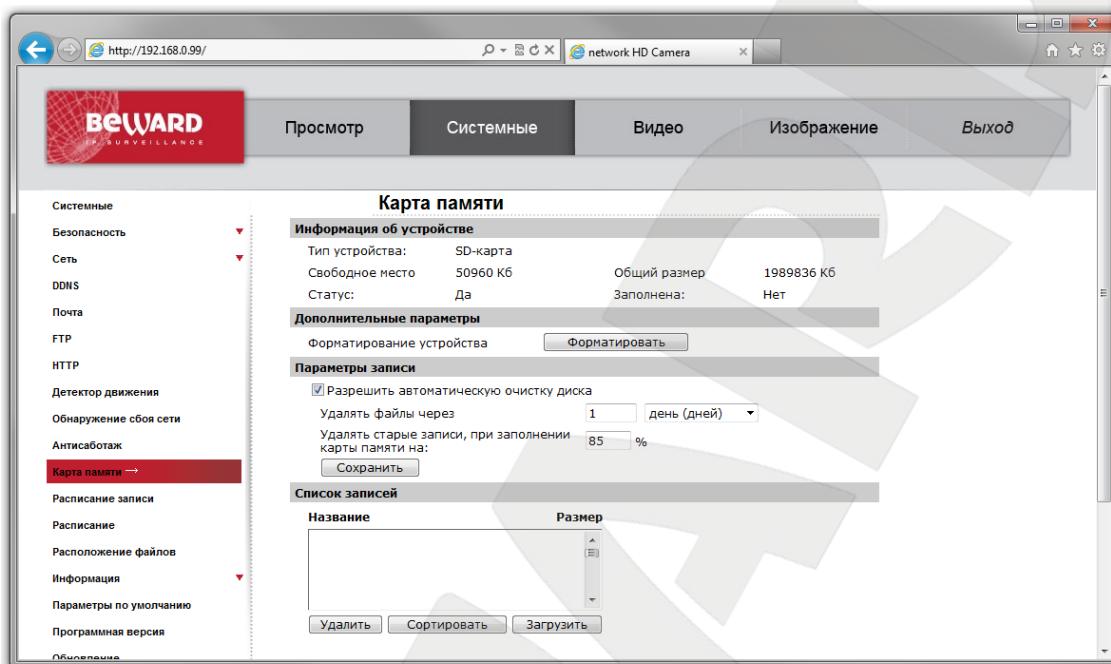 http://192.168.0.99/
network HD Camera
BEWARD
IP SURVEILLANCE
Просмотр
Системные
Видео
Изображение
Выход
Системные
Безопасность
Сеть
DDNS
Почта
FTP
HTTP
Детектор движения
Обнаружение сбоя сети
Антисаботаж
Карта памяти →
Расписание записи
Расписание
Расположение файлов
Информация
Параметры по умолчанию
Программная версия
Обновление
Карта памяти
Информация об устройстве
Тип устройства: SD-карта
Свободное место 50960 Кб Общий размер 1989836 Кб
Статус: Да Заполнена: Нет
Дополнительные параметры
Форматирование устройства Форматировать
Параметры записи
Разрешить автоматическую очистку диска
Удалять файлы через 1 день (дней)
Удалять старые записи, при заполнении
карты памяти на: 85 %
Сохранить
Список записей
Название Размер
Удалить Сортировать Загрузить